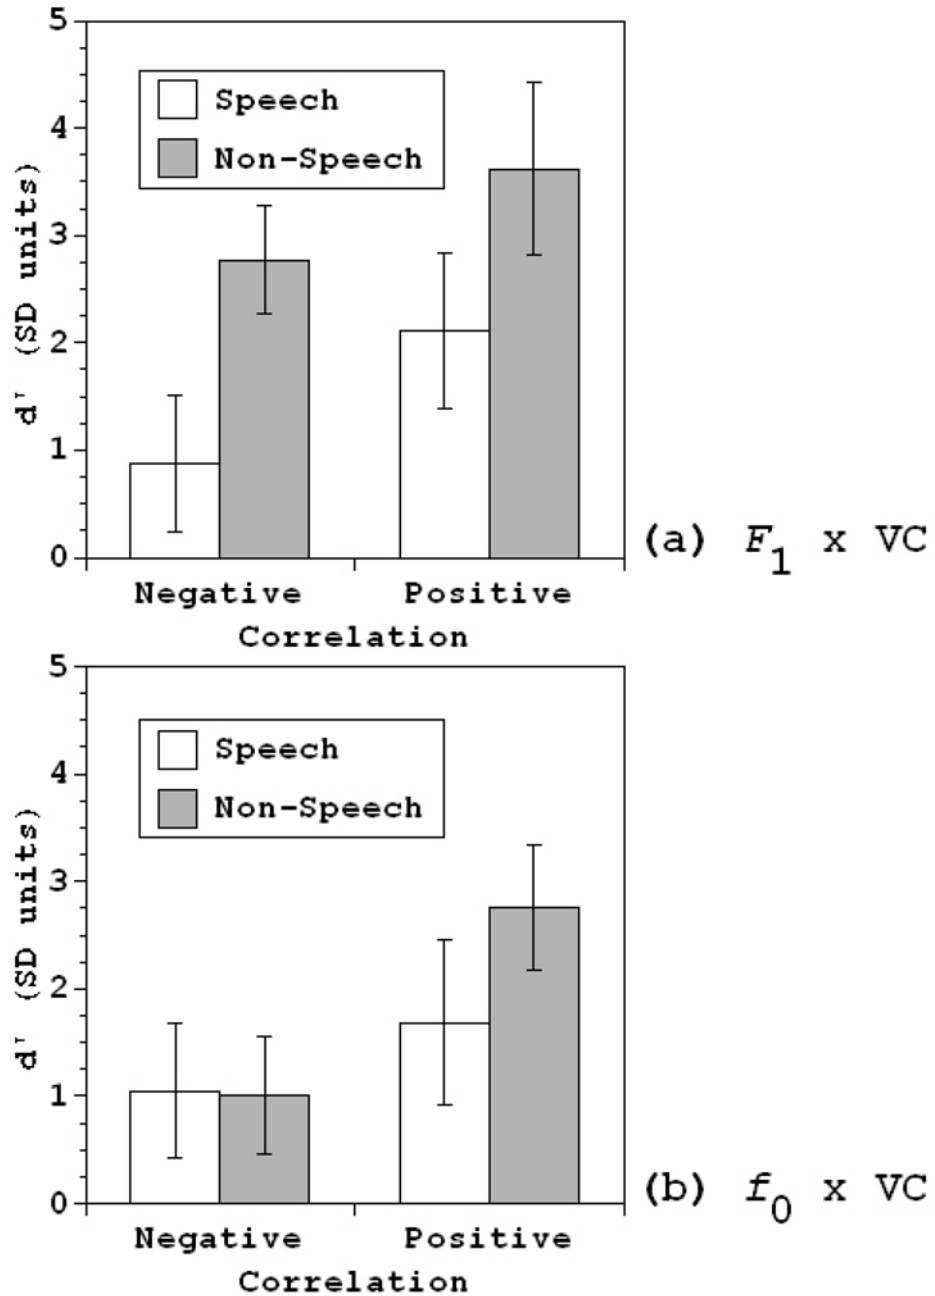 5
4
3
2
1
0
d' (SD units)
Speech
Non-Speech
Negative Positive
Correlation
(a) F1 x VC
5
4
3
2
1
0
d' (SD units)
Speech
Non-Speech
Negative Positive
Correlation
(b) f0 x VC